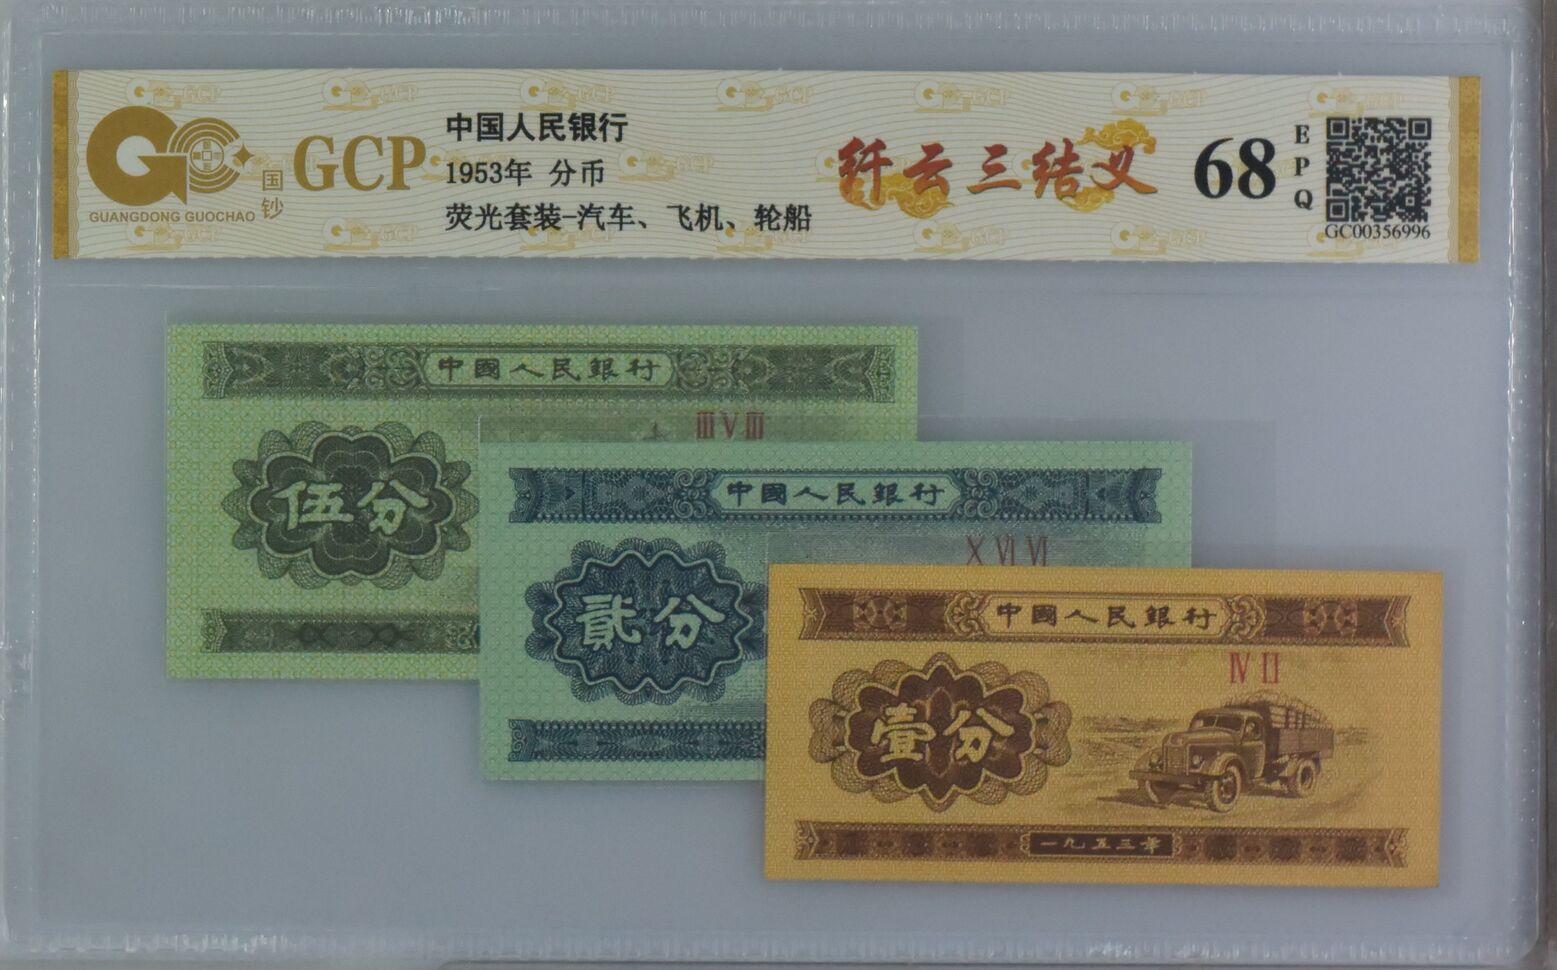 GCP
国钞
GUANGDONG GUOCHAO
中国人民银行
1953年 分币
荧光套装-汽车、飞机、轮船
纤云三结义
68
EPQ
GC00356996
中國人民銀行
III V III
伍分
中國人民銀行
X VI VI
贰分
中國人民銀行
IV II
壹分
一九五三年